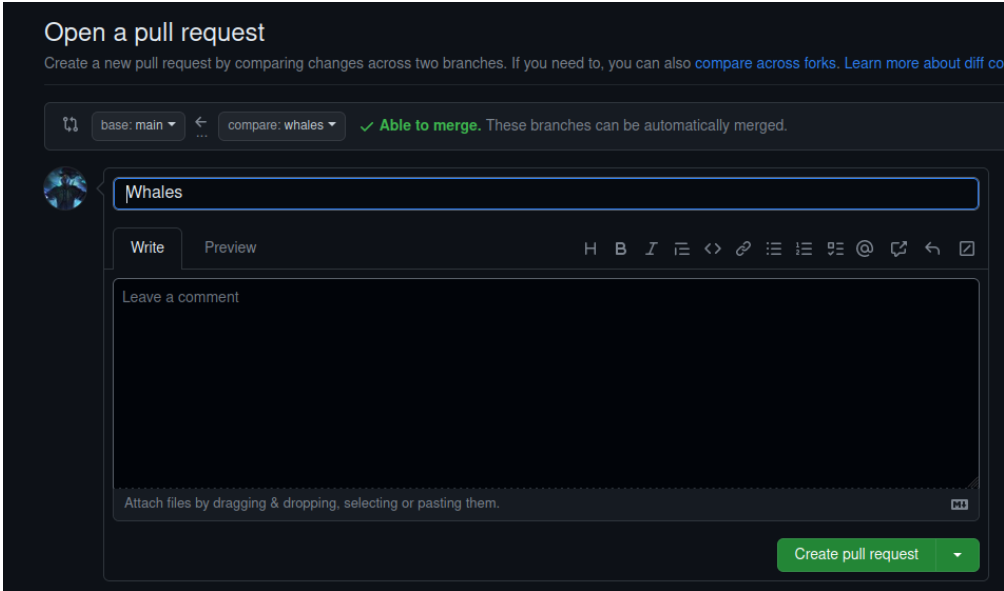 Open a pull request
Create a new pull request by comparing changes across two branches. If you need to, you can also compare across forks. Learn more about diff co
base: main ← compare: whales ✓ Able to merge. These branches can be automatically merged.
...
Whales
Write Preview H B I <> @
Leave a comment
Attach files by dragging & dropping, selecting or pasting them.
Create pull request